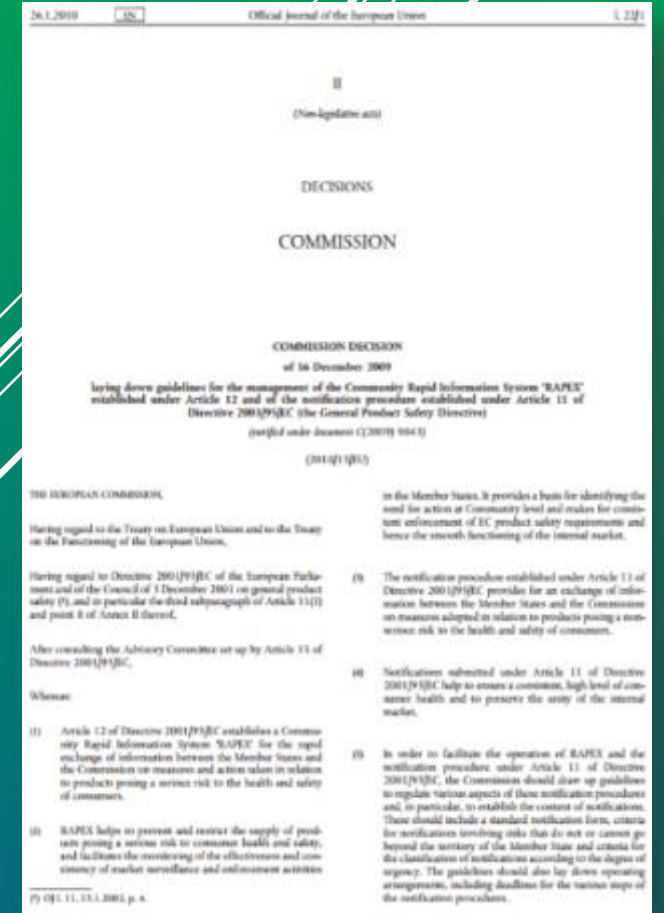 26.1.2010 EN Official Journal of the European Union L 22/1
II
(Non-legislative acts)
DECISIONS
COMMISSION
COMMISSION DECISION
of 16 December 2009
laying down guidelines for the management of the Community Rapid Information System ‘RAPEX’
established under Article 12 and of the notification procedure established under Article 11 of
Directive 2001/95/EC (the General Product Safety Directive)
(notified under document C(2009) 9843)
(2010/15/EU)
THE EUROPEAN COMMISSION,
Having regard to the Treaty on European Union and to the Treaty
on the Functioning of the European Union,
Having regard to Directive 2001/95/EC of the European Parlia-
ment and of the Council of 3 December 2001 on general product
safety (¹), and in particular the third subparagraph of Article 11(1)
and point 8 of Annex II thereof,
After consulting the Advisory Committee set up by Article 15 of
Directive 2001/95/EC,
Whereas:
(1) Article 12 of Directive 2001/95/EC establishes a Commu-
nity Rapid Information System ‘RAPEX’ for the rapid
exchange of information between the Member States and
the Commission on measures and action taken in relation
to products posing a serious risk to the health and safety
of consumers.
(2) RAPEX helps to prevent and restrict the supply of prod-
ucts posing a serious risk to consumer health and safety,
and facilitates the monitoring of the effectiveness and con-
sistency of market surveillance and enforcement activities
(¹) OJ L 11, 15.1.2002, p. 4.
in the Member States. It provides a basis for identifying the
need for action at Community level and makes for consis-
tent enforcement of EC product safety requirements and
hence the smooth functioning of the internal market.
(3) The notification procedure established under Article 11 of
Directive 2001/95/EC provides for an exchange of infor-
mation between the Member States and the Commission
on measures adopted in relation to products posing a non-
serious risk to the health and safety of consumers.
(4) Notifications submitted under Article 11 of Directive
2001/95/EC help to ensure a consistent, high level of con-
sumer health and to preserve the unity of the internal
market.
(5) In order to facilitate the operation of RAPEX and the
notification procedure under Article 11 of Directive
2001/95/EC, the Commission should draw up guidelines
to regulate various aspects of those notification procedures
and, in particular, to establish the content of notifications.
These should include a standard notification form, criteria
for notifications involving risks that do not or cannot go
beyond the territory of the Member State and criteria for
the classification of notifications according to the degree of
urgency. The guidelines should also lay down operating
arrangements, including deadlines for the various steps of
the notification procedures.